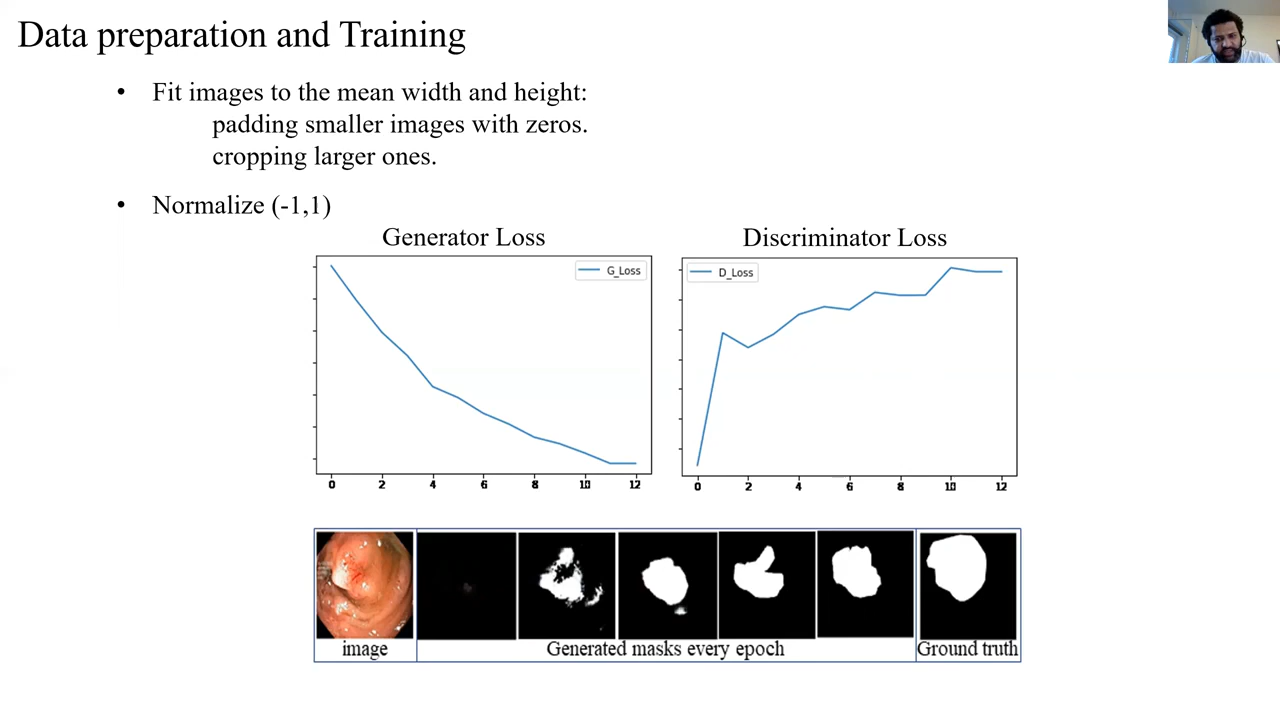 Data preparation and Training
• Fit images to the mean width and height:
padding smaller images with zeros.
cropping larger ones.
• Normalize (-1,1)
Generator Loss
Discriminator Loss
G_Loss
D_Loss
0 2 4 6 8 10 12
0 2 4 6 8 10 12
image
Generated masks every epoch
Ground truth